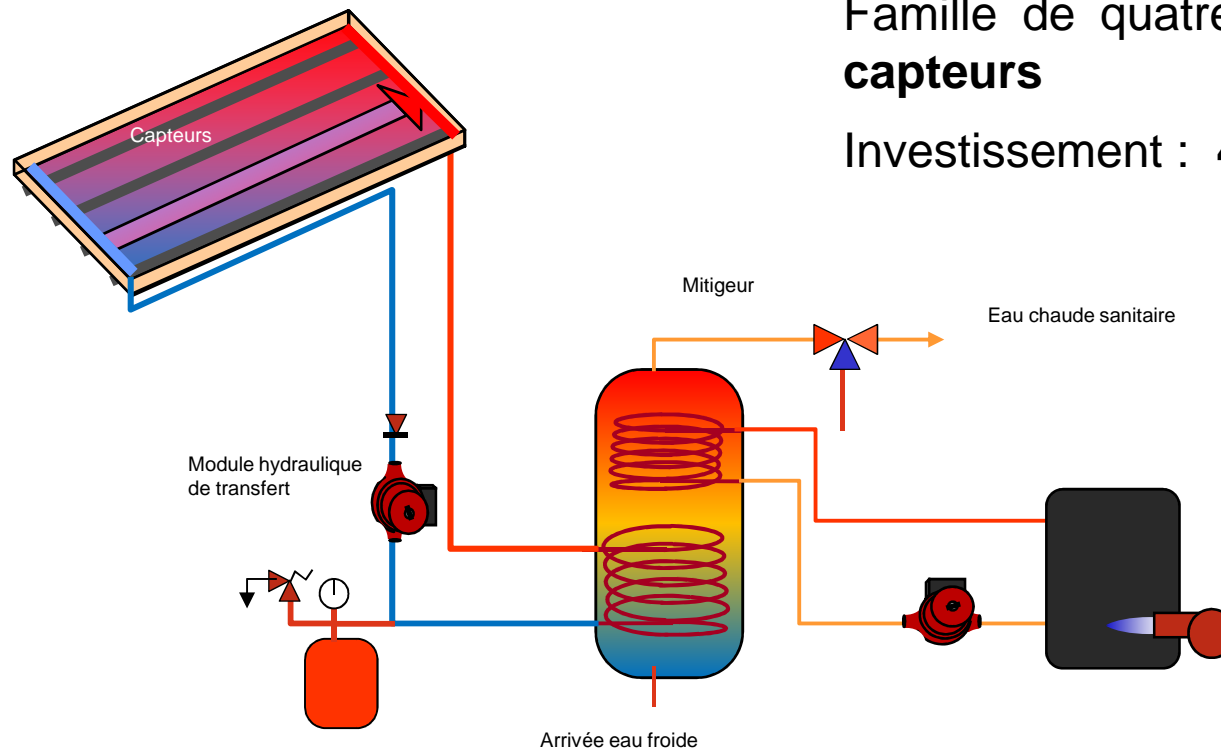 Famille de quatre
capteurs
Investissement :
Capteurs
Mitigeur
Eau chaude sanitaire
Module hydraulique
de transfert
Arrivée eau froide